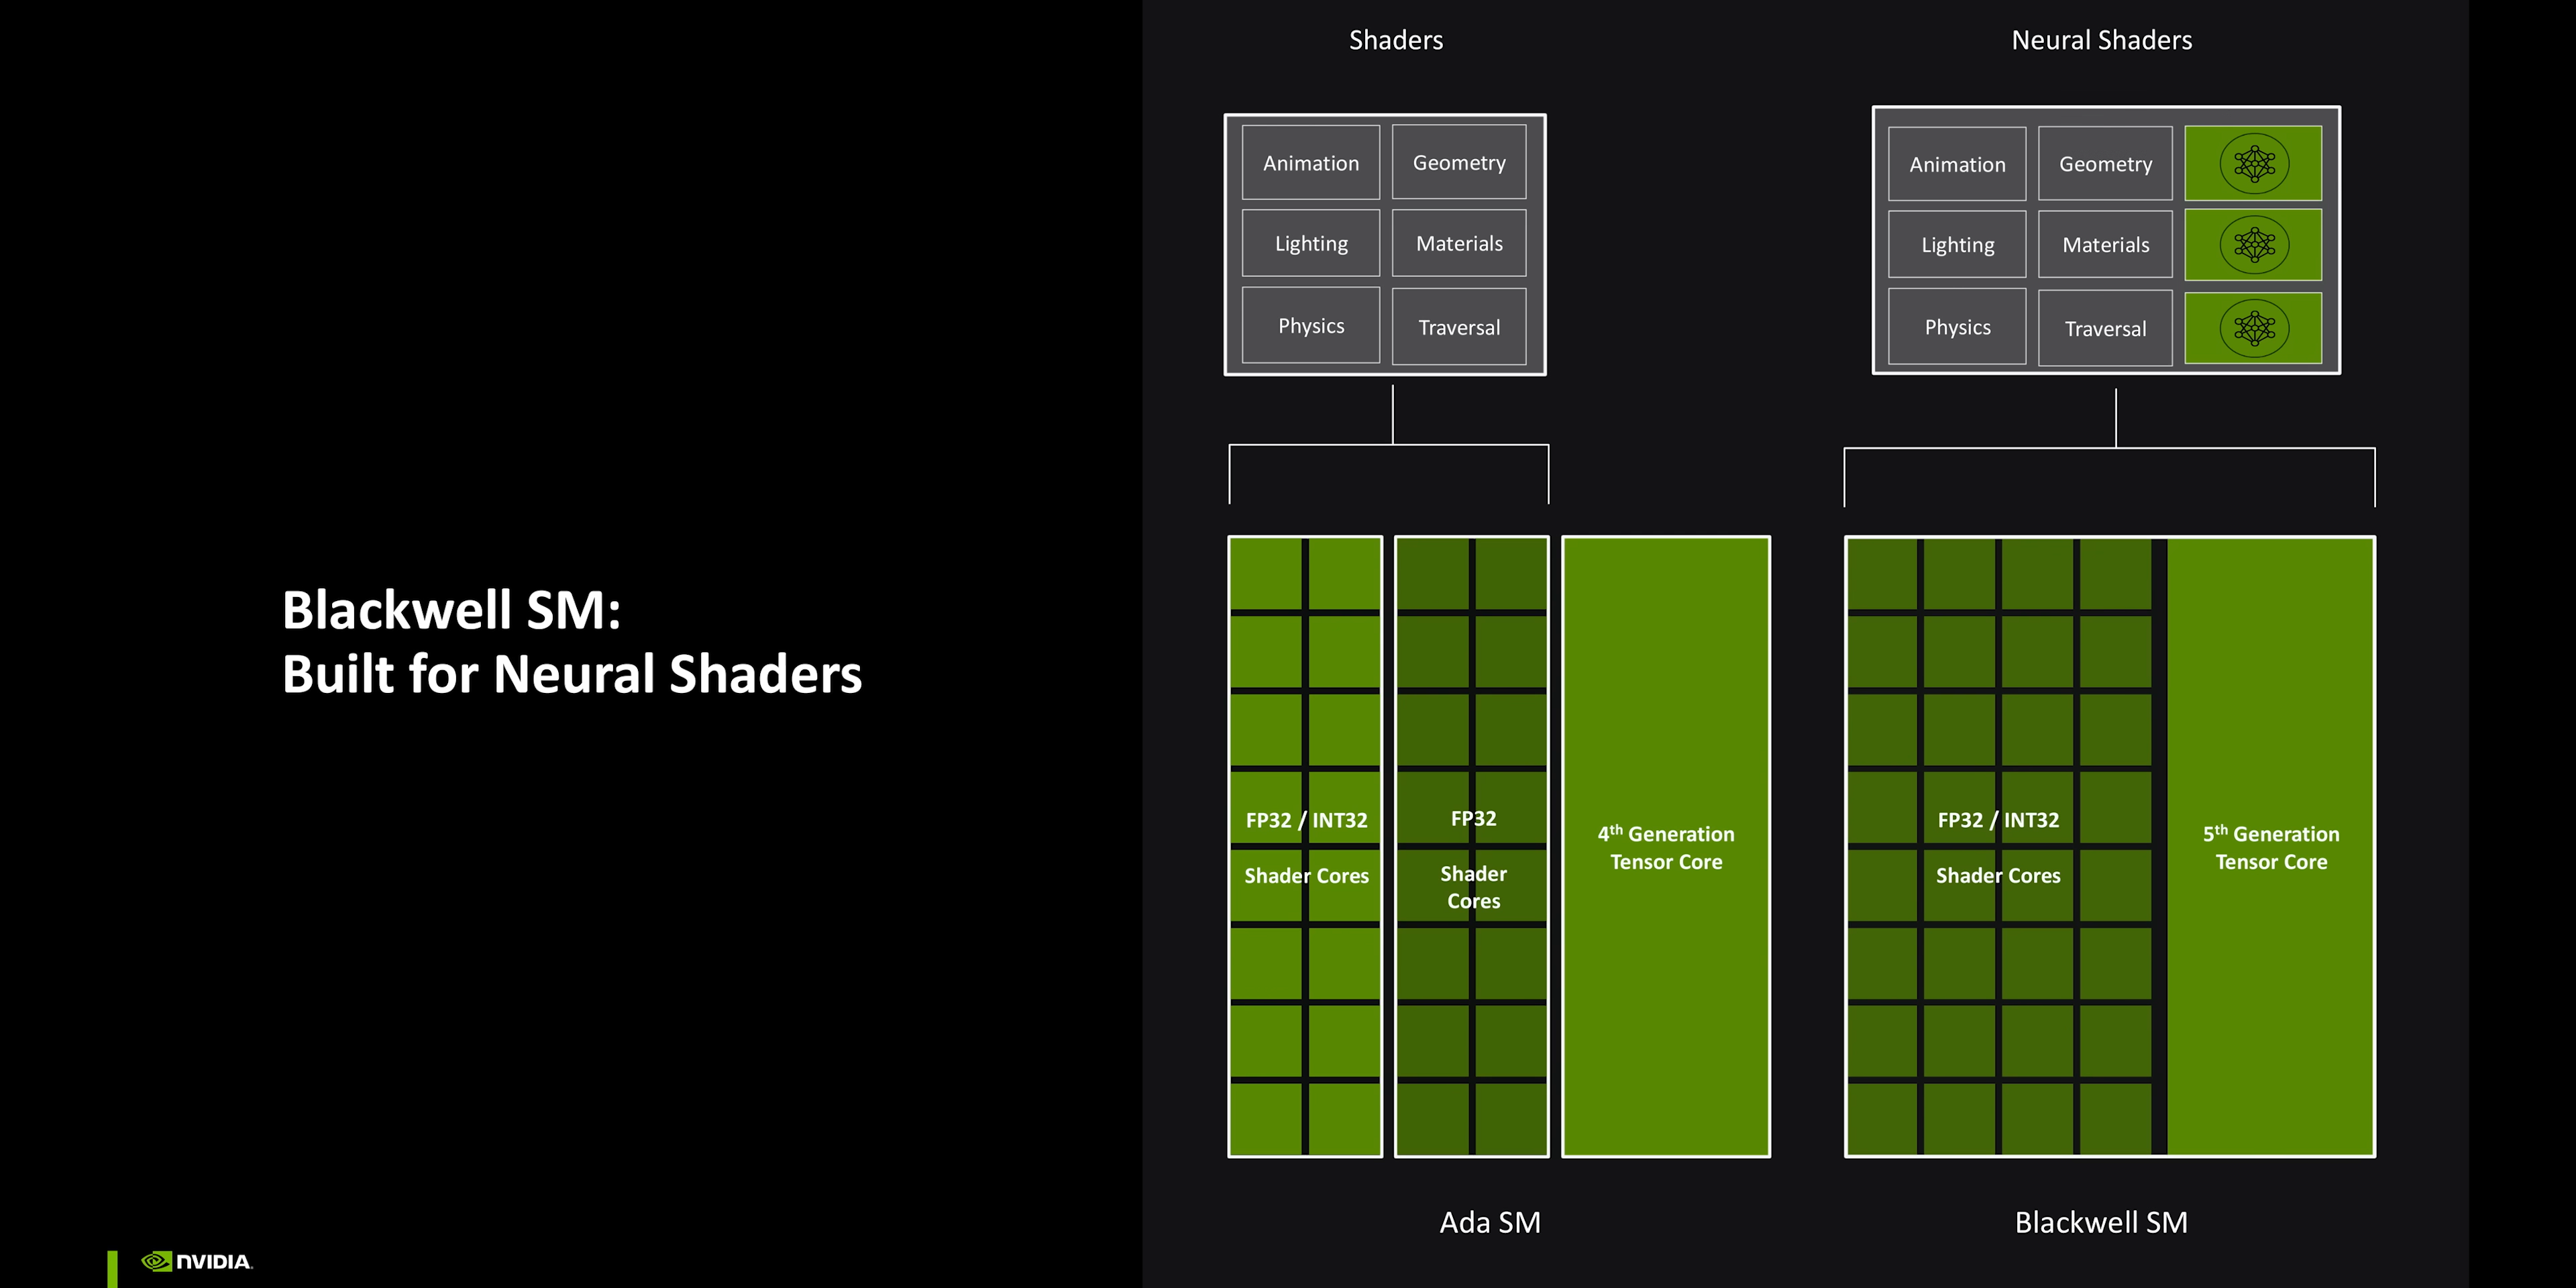 Blackwell SM:
Built for Neural Shaders
NVIDIA.
Shaders
Animation
Geometry
Lighting
Materials
Physics
Traversal
FP32 / INT32
Shader Cores
FP32
Shader
Cores
4th Generation
Tensor Core
Ada SM
Neural Shaders
Animation
Geometry
Lighting
Materials
Physics
Traversal
FP32 / INT32
Shader Cores
5th Generation
Tensor Core
Blackwell SM